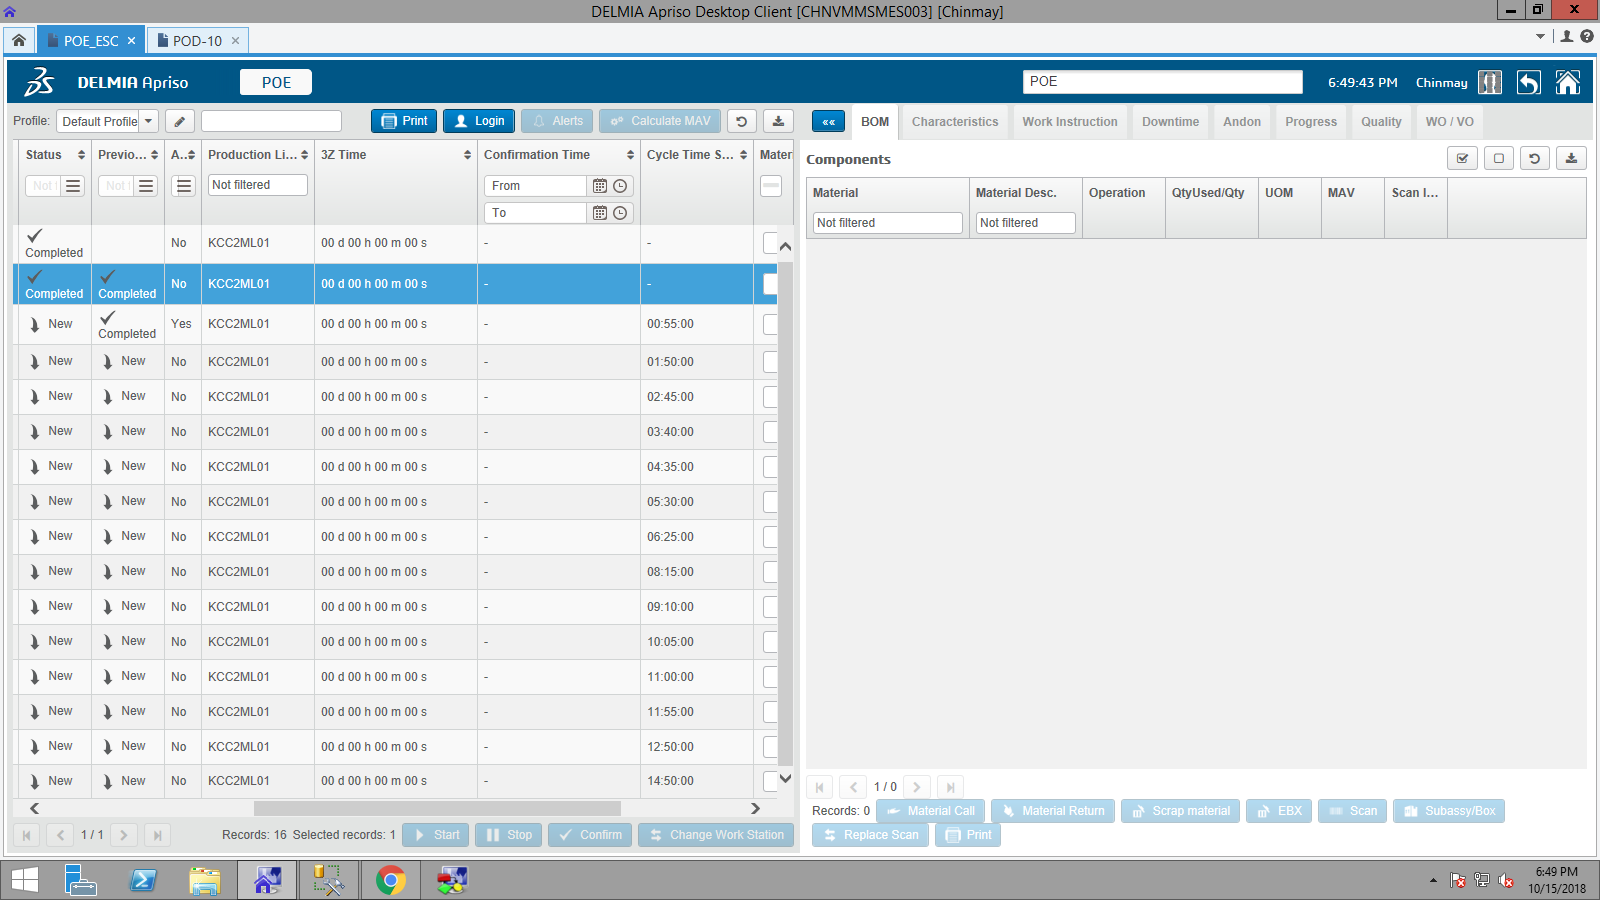 DELMIA Apriso Desktop Client [CHNVMMSMES003] [Chinmay]
POE_ESC
POD-10
DELMIA Apriso
POE
POE
6:49:43 PM
Chinmay
Profile:
Default Profile
Print
Login
Alerts
Calculate MAV
BOM
Characteristics
Work Instruction
Downtime
Andon
Progress
Quality
WO / VO
Status
Previo...
A...
Production Li...
3Z Time
Confirmation Time
Cycle Time S...
Materi
Not f
Not f
Not filtered
From
To
Completed No KCC2ML01 00 d 00 h 00 m 00 s - -
Completed Completed No KCC2ML01 00 d 00 h 00 m 00 s - -
New Completed Yes KCC2ML01 00 d 00 h 00 m 00 s - 00:55:00
New New No KCC2ML01 00 d 00 h 00 m 00 s - 01:50:00
New New No KCC2ML01 00 d 00 h 00 m 00 s - 02:45:00
New New No KCC2ML01 00 d 00 h 00 m 00 s - 03:40:00
New New No KCC2ML01 00 d 00 h 00 m 00 s - 04:35:00
New New No KCC2ML01 00 d 00 h 00 m 00 s - 05:30:00
New New No KCC2ML01 00 d 00 h 00 m 00 s - 06:25:00
New New No KCC2ML01 00 d 00 h 00 m 00 s - 08:15:00
New New No KCC2ML01 00 d 00 h 00 m 00 s - 09:10:00
New New No KCC2ML01 00 d 00 h 00 m 00 s - 10:05:00
New New No KCC2ML01 00 d 00 h 00 m 00 s - 11:00:00
New New No KCC2ML01 00 d 00 h 00 m 00 s - 11:55:00
New New No KCC2ML01 00 d 00 h 00 m 00 s - 12:50:00
New New No KCC2ML01 00 d 00 h 00 m 00 s - 14:50:00
1 / 1
Records: 16 Selected records: 1
Start
Stop
Confirm
Change Work Station
Components
Material
Material Desc.
Operation
QtyUsed/Qty
UOM
MAV
Scan I...
Not filtered
Not filtered
1 / 0
Records: 0
Material Call
Material Return
Scrap material
EBX
Scan
Subassy/Box
Replace Scan
Print
6:49 PM
10/15/2018